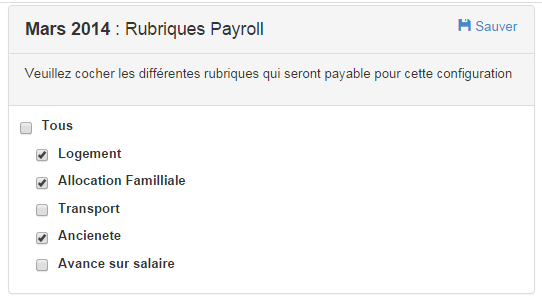 Mars 2014 : Rubriques Payroll
Sauver
Veuillez cocher les différentes rubriques qui seront payable pour cette configuration
Tous
Logement
Allocation Familliale
Transport
Ancienete
Avance sur salaire